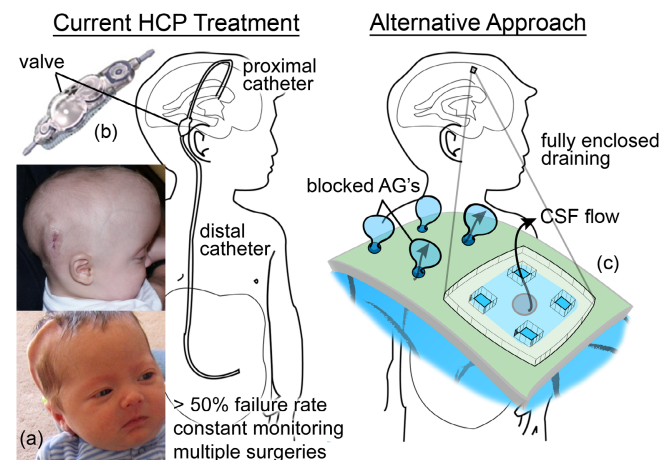 Current HCP Treatment
valve
proximal
catheter
(b)
distal
catheter
(a)
> 50% failure rate
constant monitoring
multiple surgeries
Alternative Approach
fully enclosed
draining
blocked AG's
CSF flow
(c)